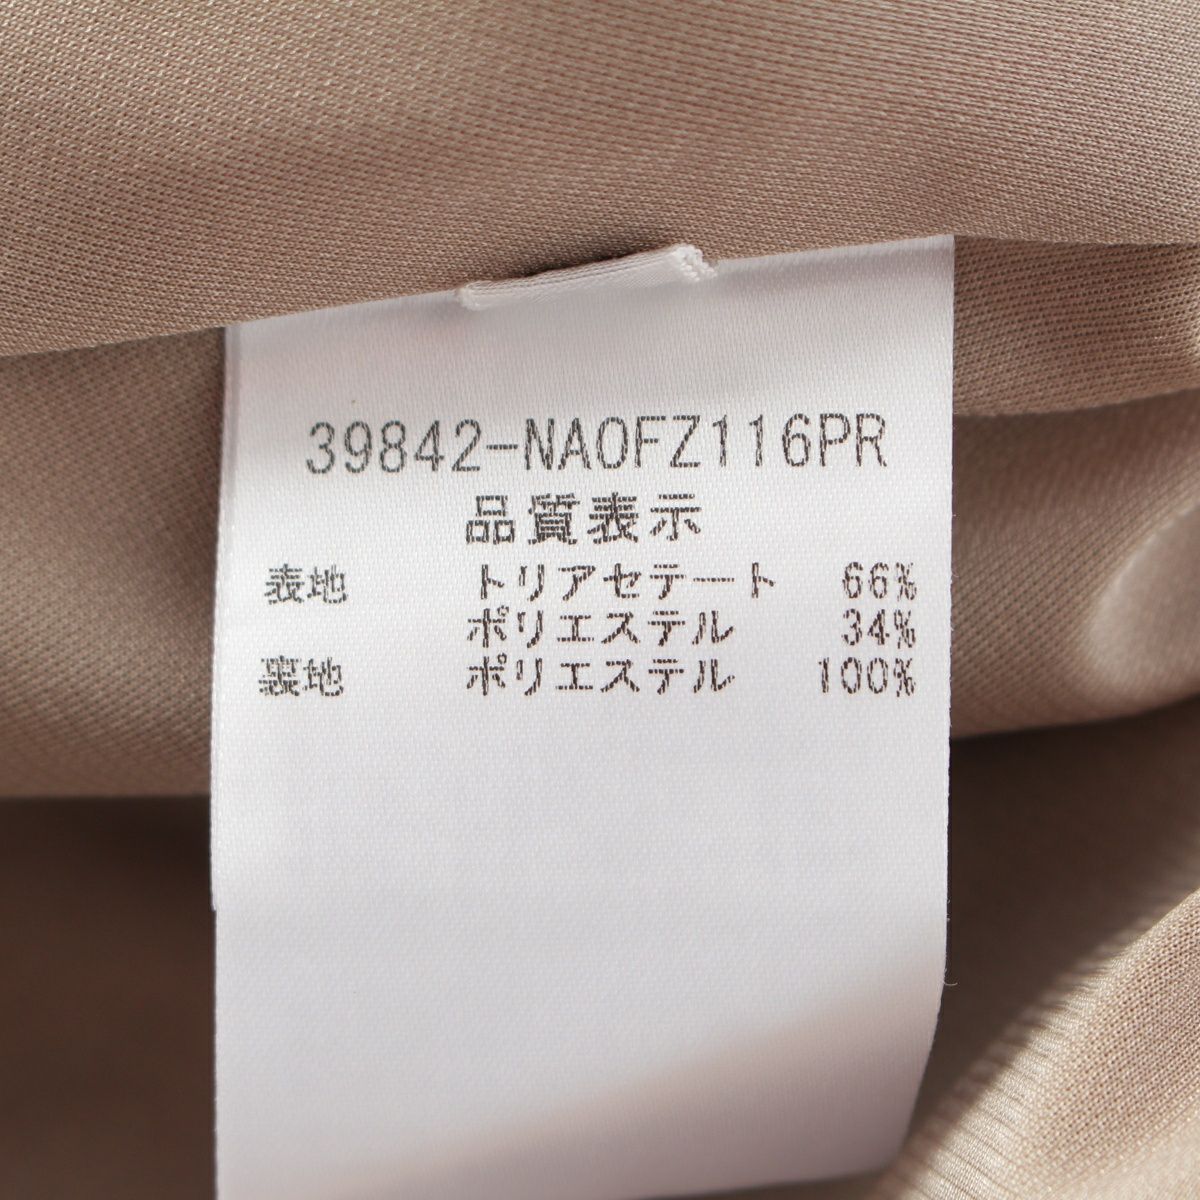 39842-NAOFZ116PR
品質表示
表地 トリアセテート 66%
ポリエステル 34%
裏地 ポリエステル 100%